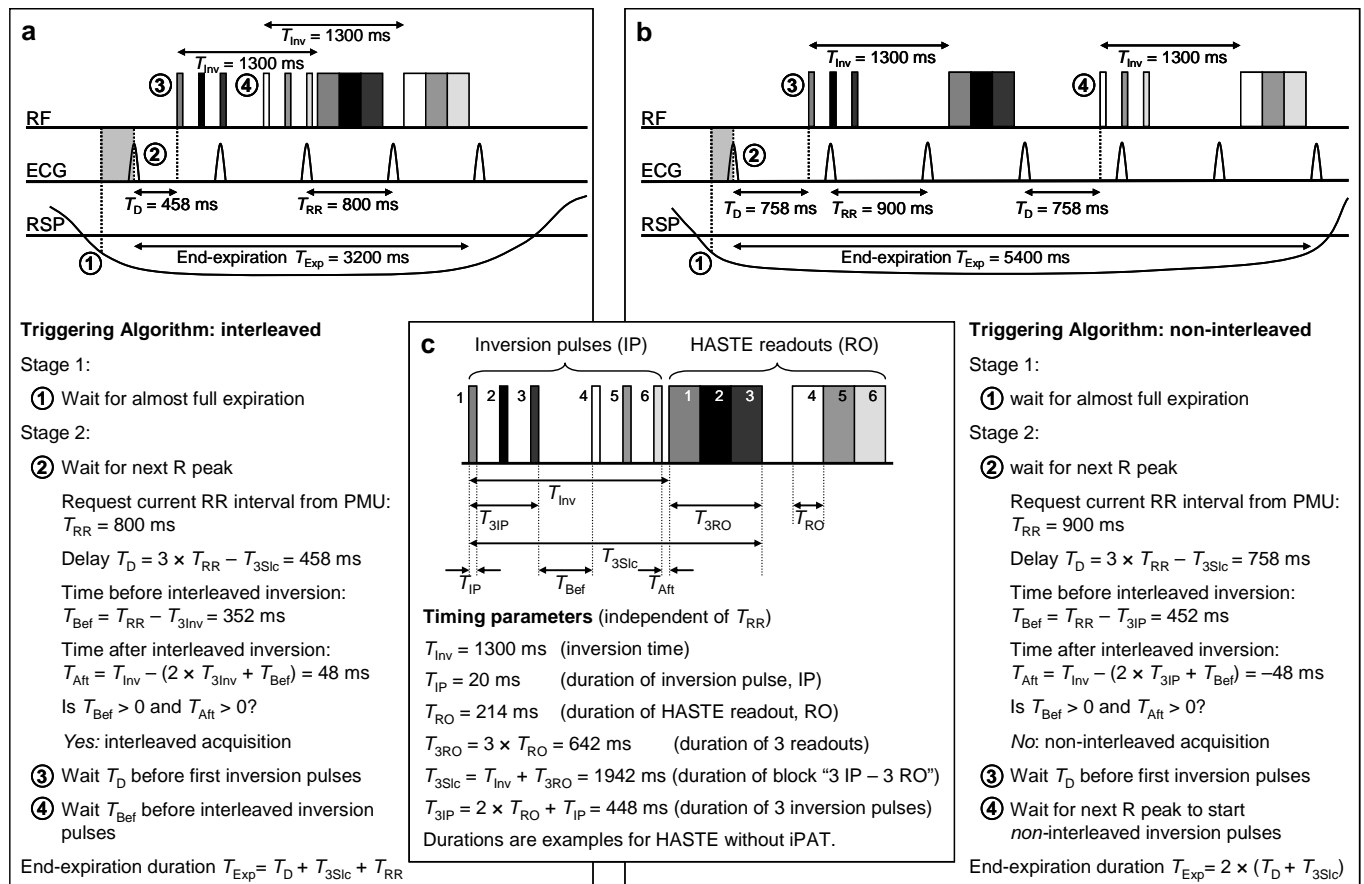 a
T_Inv = 1300 ms
T_Inv = 1300 ms
③ ④
RF
②
ECG
T_D = 458 ms
T_RR = 800 ms
RSP
①
End-expiration T_Exp = 3200 ms
Triggering Algorithm: interleaved
Stage 1:
① Wait for almost full expiration
Stage 2:
② Wait for next R peak
Request current RR interval from PMU:
T_RR = 800 ms
Delay T_D = 3 × T_RR – T_3Slc = 458 ms
Time before interleaved inversion:
T_Bef = T_RR – T_3Inv = 352 ms
Time after interleaved inversion:
T_Aft = T_Inv – (2 × T_3Inv + T_Bef) = 48 ms
Is T_Bef > 0 and T_Aft > 0?
Yes: interleaved acquisition
③ Wait T_D before first inversion pulses
④ Wait T_Bef before interleaved inversion
pulses
End-expiration duration T_Exp= T_D + T_3Slc + T_RR
b
T_Inv = 1300 ms
T_Inv = 1300 ms
③ ④
RF
②
ECG
T_D = 758 ms
T_RR = 900 ms
T_D = 758 ms
RSP
①
End-expiration T_Exp = 5400 ms
c
Inversion pulses (IP)
HASTE readouts (RO)
1 2 3 4 5 6 1 2 3 4 5 6
T_Inv
T_3IP
T_3RO
T_RO
T_3Slc
T_IP
T_Bef
T_Aft
Timing parameters (independent of T_RR)
T_Inv = 1300 ms (inversion time)
T_IP = 20 ms (duration of inversion pulse, IP)
T_RO = 214 ms (duration of HASTE readout, RO)
T_3RO = 3 × T_RO = 642 ms (duration of 3 readouts)
T_3Slc = T_Inv + T_3RO = 1942 ms (duration of block “3 IP – 3 RO”)
T_3IP = 2 × T_RO + T_IP = 448 ms (duration of 3 inversion pulses)
Durations are examples for HASTE without iPAT.
Triggering Algorithm: non-interleaved
Stage 1:
① wait for almost full expiration
Stage 2:
② wait for next R peak
Request current RR interval from PMU:
T_RR = 900 ms
Delay T_D = 3 × T_RR – T_3Slc = 758 ms
Time before interleaved inversion:
T_Bef = T_RR – T_3IP = 452 ms
Time after interleaved inversion:
T_Aft = T_Inv – (2 × T_3IP + T_Bef) = –48 ms
Is T_Bef > 0 and T_Aft > 0?
No: non-interleaved acquisition
③ Wait T_D before first inversion pulses
④ Wait for next R peak to start
non-interleaved inversion pulses
End-expiration duration T_Exp= 2 × (T_D + T_3Slc)